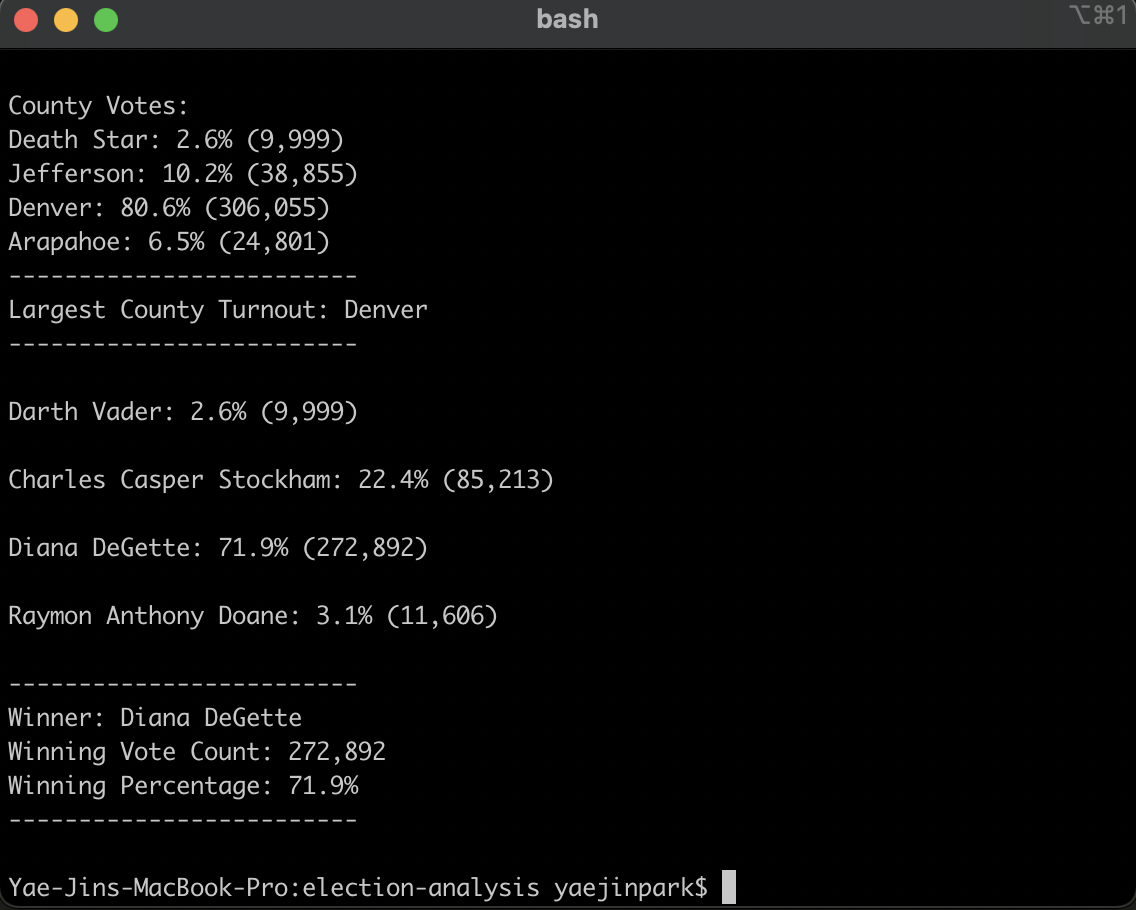 bash
⌥⌘1
County Votes:
Death Star: 2.6% (9,999)
Jefferson: 10.2% (38,855)
Denver: 80.6% (306,055)
Arapahoe: 6.5% (24,801)
-------------------------
Largest County Turnout: Denver
-------------------------
Darth Vader: 2.6% (9,999)
Charles Casper Stockham: 22.4% (85,213)
Diana DeGette: 71.9% (272,892)
Raymon Anthony Doane: 3.1% (11,606)
-------------------------
Winner: Diana DeGette
Winning Vote Count: 272,892
Winning Percentage: 71.9%
-------------------------
Yae-Jins-MacBook-Pro:election-analysis yaejinpark$